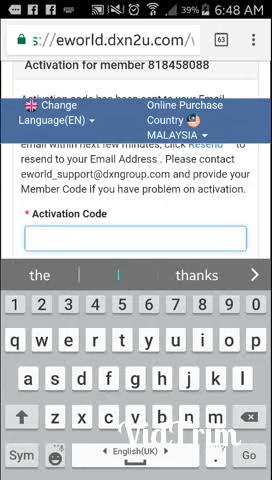 39% 6:48 AM
s://eworld.dxn2u.com/
63
Activation for member 818458088
Activation code has been sent to your Email
Change
Language(EN)
Online Purchase
Country
MALAYSIA
email within next few minutes, click Resend to
resend to your Email Address . Please contact
eworld_support@dxngroup.com and provide your
Member Code if you have problem on activation.
* Activation Code
the I thanks
1 2 3 4 5 6 7 8 9 0
q w e r t y u i o p
a s d f g h j k l
z x c v b n m
Sym English(UK) . Go
VidTrim